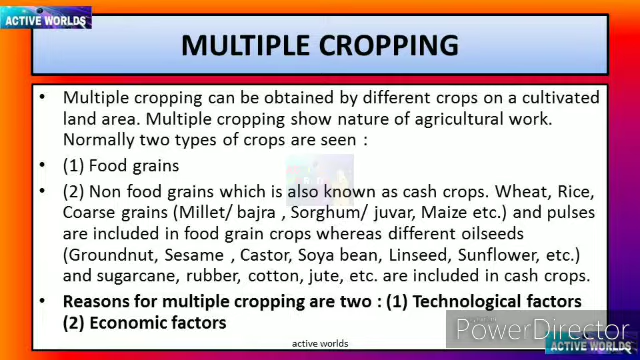 ACTIVE WORLDS
MULTIPLE CROPPING
• Multiple cropping can be obtained by different crops on a cultivated
land area. Multiple cropping show nature of agricultural work.
Normally two types of crops are seen :
• (1) Food grains
• (2) Non food grains which is also known as cash crops. Wheat, Rice,
Coarse grains (Millet/ bajra , Sorghum/ juvar, Maize etc.) and pulses
are included in food grain crops whereas different oilseeds
(Groundnut, Sesame , Castor, Soya bean, Linseed, Sunflower, etc.)
and sugarcane, rubber, cotton, jute, etc. are included in cash crops.
• Reasons for multiple cropping are two : (1) Technological factors
(2) Economic factors
MADE WITH
PowerDirector
active worlds
ACTIVE WORLDS